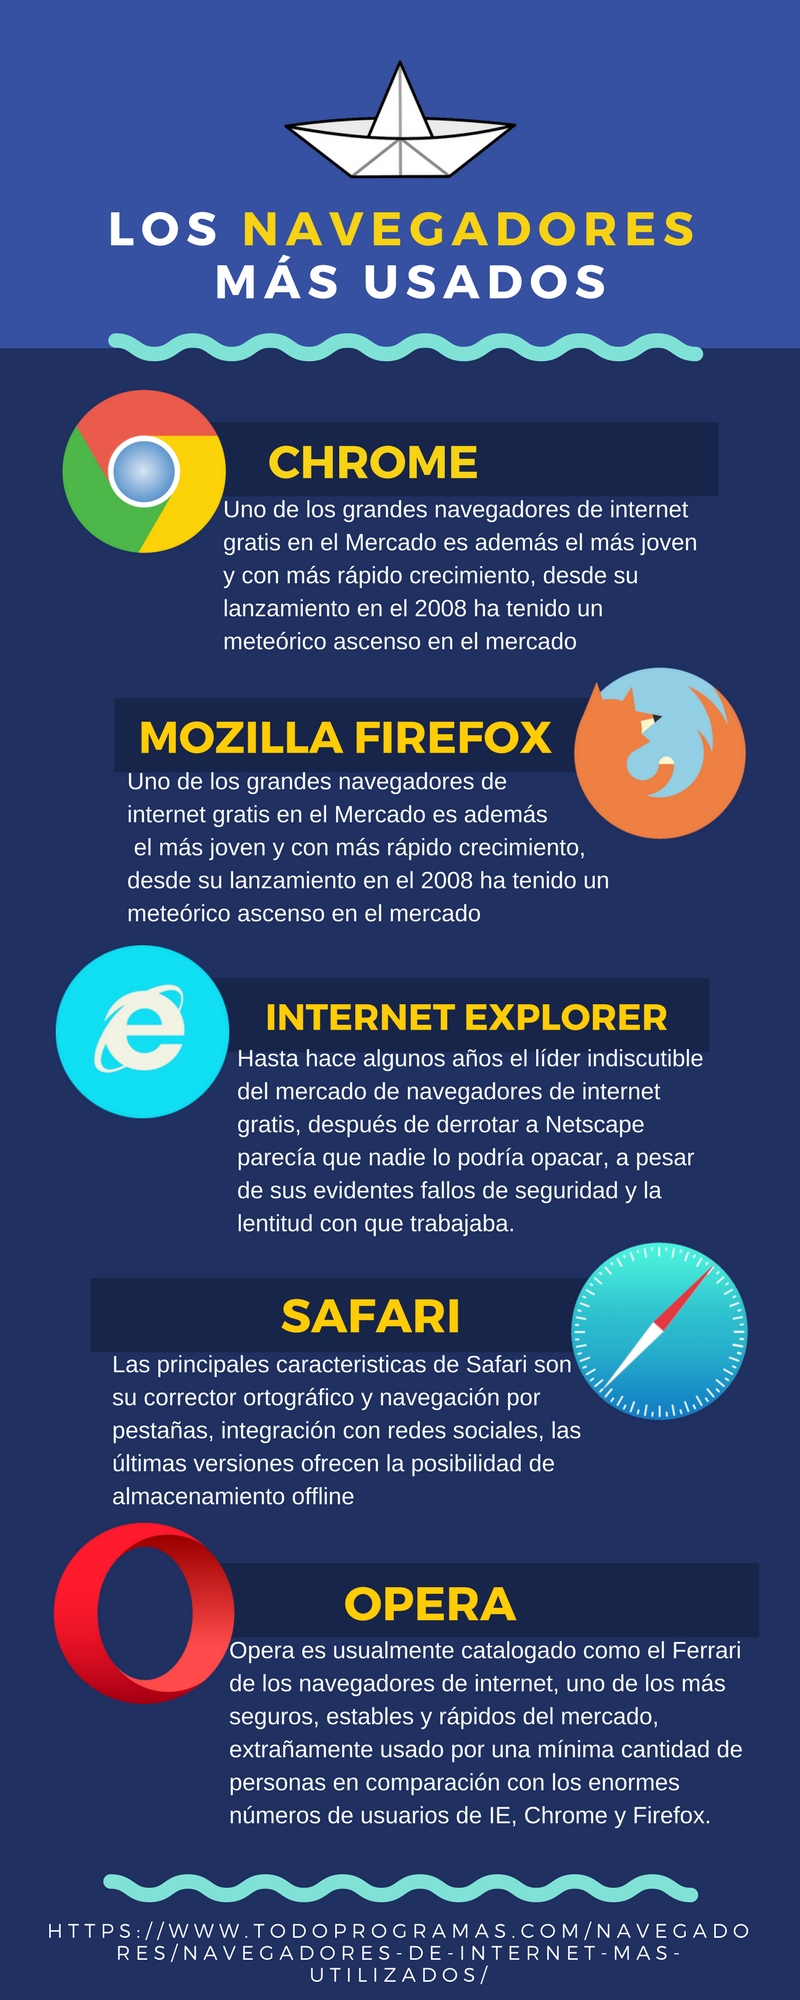 LOS NAVEGADORES
MÁS USADOS
CHROME
Uno de los grandes navegadores de internet
gratis en el Mercado es además el más joven
y con más rápido crecimiento, desde su
lanzamiento en el 2008 ha tenido un
meteórico ascenso en el mercado
MOZILLA FIREFOX
Uno de los grandes navegadores de
internet gratis en el Mercado es además
el más joven y con más rápido crecimiento,
desde su lanzamiento en el 2008 ha tenido un
meteórico ascenso en el mercado
INTERNET EXPLORER
Hasta hace algunos años el líder indiscutible
del mercado de navegadores de internet
gratis, después de derrotar a Netscape
parecía que nadie lo podría opacar, a pesar
de sus evidentes fallos de seguridad y la
lentitud con que trabajaba.
SAFARI
Las principales caracteristicas de Safari son
su corrector ortográfico y navegación por
pestañas, integración con redes sociales, las
últimas versiones ofrecen la posibilidad de
almacenamiento offline
OPERA
Opera es usualmente catalogado como el Ferrari
de los navegadores de internet, uno de los más
seguros, estables y rápidos del mercado,
extrañamente usado por una mínima cantidad de
personas en comparación con los enormes
números de usuarios de IE, Chrome y Firefox.
HTTPS://WWW.TODOPROGRAMAS.COM/NAVEGADO
RES/NAVEGADORES-DE-INTERNET-MAS-
UTILIZADOS/